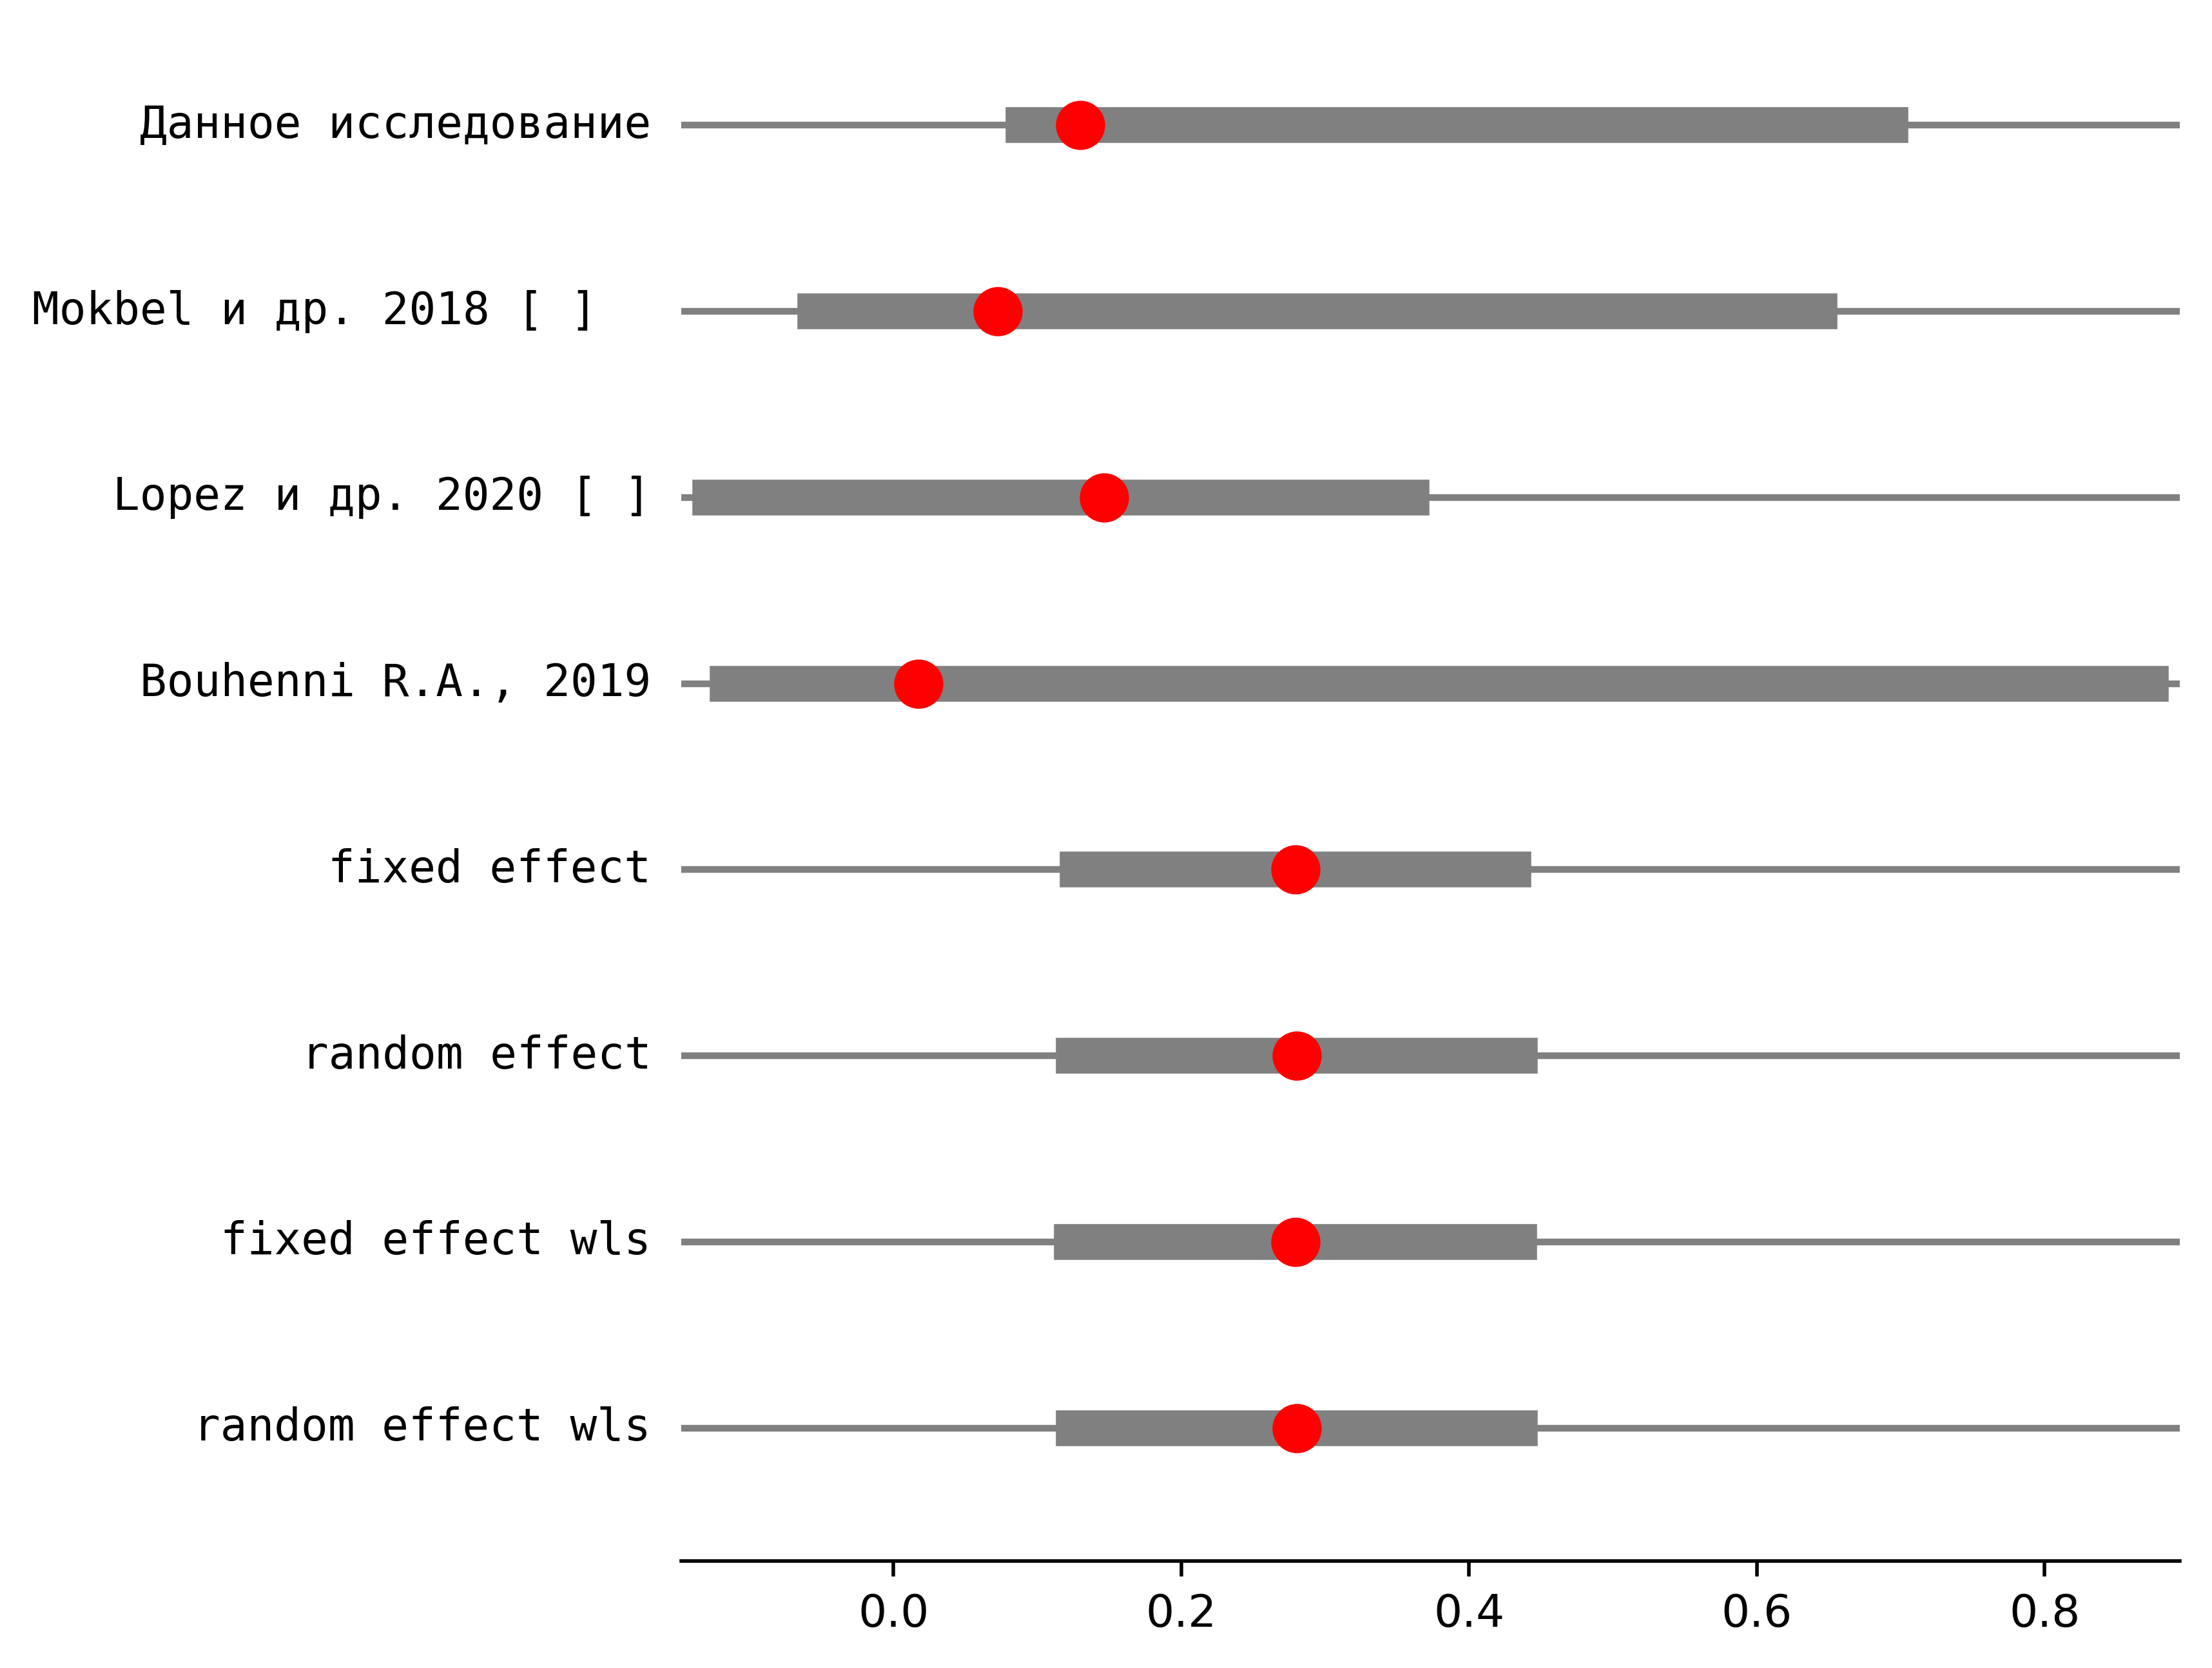 Данное исследование
Mokbel и др. 2018 [ ]
Lopez и др. 2020 [ ]
Bouhenni R.A., 2019
fixed effect
random effect
fixed effect wls
random effect wls
0.0 0.2 0.4 0.6 0.8